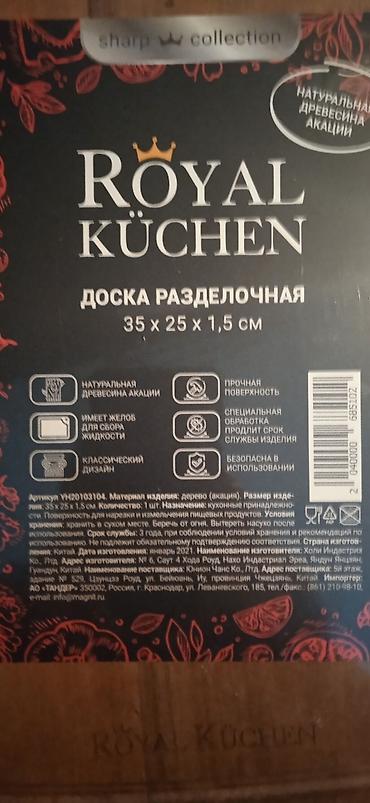 sharp collection
НАТУРАЛЬНАЯ
ДРЕВЕСИНА
АКАЦИИ
ROYAL
KÜCHEN
ДОСКА РАЗДЕЛОЧНАЯ
35 x 25 x 1,5 СМ
НАТУРАЛЬНАЯ
ДРЕВЕСИНА АКАЦИИ
ПРОЧНАЯ
ПОВЕРХНОСТЬ
ИМЕЕТ ЖЕЛОБ
ДЛЯ СБОРА
ЖИДКОСТИ
СПЕЦИАЛЬНАЯ
ОБРАБОТКА
ПРОДЛИТ СРОК
СЛУЖБЫ ИЗДЕЛИЯ
КЛАССИЧЕСКИЙ
ДИЗАЙН
БЕЗОПАСНА В
ИСПОЛЬЗОВАНИИ
2 040000 685102
Артикул YH20103104. Материал изделия: дерево (акация). Размер изде-
лия: 35 x 25 x 1,5 см. Количество: 1 шт. Назначение: кухонные принадлежно-
сти. Поверхность для нарезки и измельчения пищевых продуктов. Условия
хранения: хранить в сухом месте. Беречь от огня. Вытереть насухо после
использования. Срок службы: 3 года, при соблюдении условий хранения и рекомендаций по
использованию. Не подлежит обязательному подтверждению соответствия. Страна изготов-
ления: Китай. Дата изготовления: январь 2021. Наименование изготовителя: Холи Индастриз
Ко., Лтд. Адрес изготовителя: № 6, Саут 4 Хода Роуд, Нахо Индастриал Эреа, Яндун Янцзян,
Гуандун, Китай. Наименование поставщика: Юнион Чанс Ко., Лтд. Адрес поставщика: 5й этаж,
здание № 529, Цзунцзэ Роуд, ул. Бейюань, Иу, провинция Чжецзян, Китай. Импортер:
АО «ТАНДЕР» 350002, Россия, г. Краснодар, ул. Леваневского, 185, тел./факс.: (861) 210-98-10,
e-mail: info@magnit.ru
ROYAL KÜCHEN